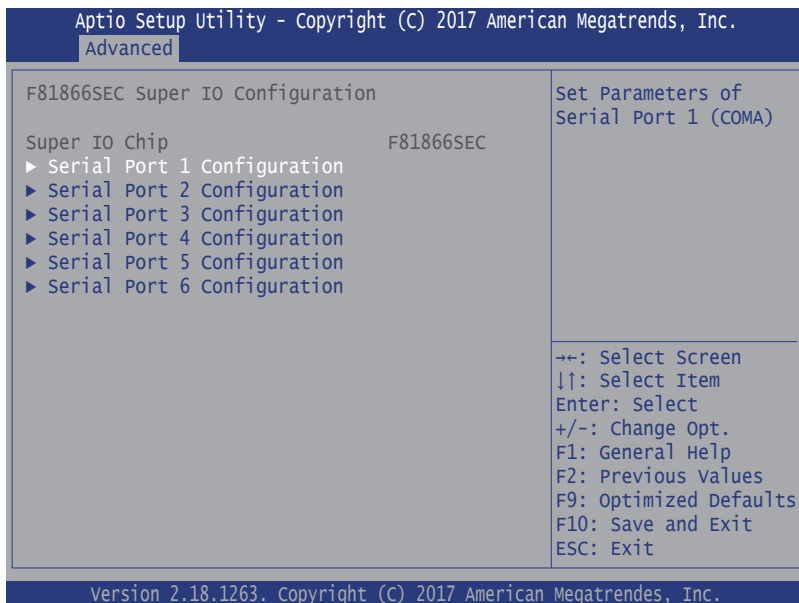 Aptio Setup Utility - Copyright (C) 2017 American Megatrends, Inc.
Advanced
F81866SEC Super IO Configuration
Super IO Chip F81866SEC
▶ Serial Port 1 Configuration
▶ Serial Port 2 Configuration
▶ Serial Port 3 Configuration
▶ Serial Port 4 Configuration
▶ Serial Port 5 Configuration
▶ Serial Port 6 Configuration
Set Parameters of
Serial Port 1 (COMA)
→←: Select Screen
↓↑: Select Item
Enter: Select
+/-: Change Opt.
F1: General Help
F2: Previous Values
F9: Optimized Defaults
F10: Save and Exit
ESC: Exit
Version 2.18.1263. Copyright (C) 2017 American Megatrendes, Inc.